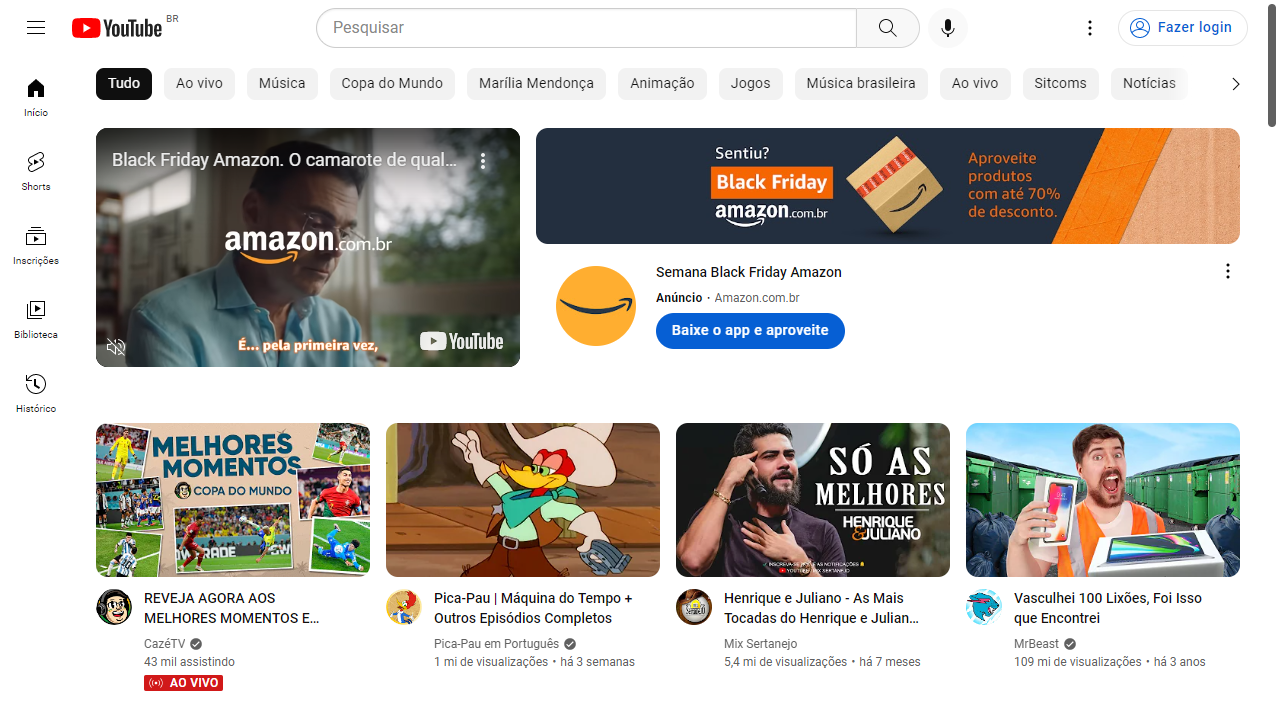 YouTube BR
Pesquisar
Fazer login
Tudo
Ao vivo
Música
Copa do Mundo
Marília Mendonça
Animação
Jogos
Música brasileira
Ao vivo
Sitcoms
Notícias
Início
Shorts
Inscrições
Biblioteca
Histórico
Black Friday Amazon. O camarote de qual...
amazon.com.br
É... pela primeira vez,
YouTube
Sentiu?
Black Friday
amazon.com.br
Aproveite
produtos
com até 70%
de desconto.
Semana Black Friday Amazon
Anúncio · Amazon.com.br
Baixe o app e aproveite
MELHORES
MOMENTOS
COPA DO MUNDO
REVEJA AGORA AOS
MELHORES MOMENTOS E...
CazéTV
43 mil assistindo
AO VIVO
Pica-Pau | Máquina do Tempo +
Outros Episódios Completos
Pica-Pau em Português
1 mi de visualizações • há 3 semanas
SÓ AS
MELHORES
HENRIQUE
&JULIANO
Henrique e Juliano - As Mais
Tocadas do Henrique e Julian...
Mix Sertanejo
5,4 mi de visualizações • há 7 meses
Vasculhei 100 Lixões, Foi Isso
que Encontrei
MrBeast
109 mi de visualizações • há 3 anos